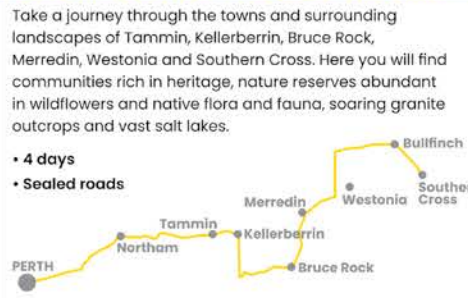 Take a journey through the towns and surrounding
landscapes of Tammin, Kellerberrin, Bruce Rock,
Merredin, Westonia and Southern Cross. Here you will find
communities rich in heritage, nature reserves abundant
in wildflowers and native flora and fauna, soaring granite
outcrops and vast salt lakes.
• 4 days
• Sealed roads
Bullfinch
Merredin
Westonia
Souther
Cross
Tammin
Kellerberrin
Northam
PERTH
Bruce Rock